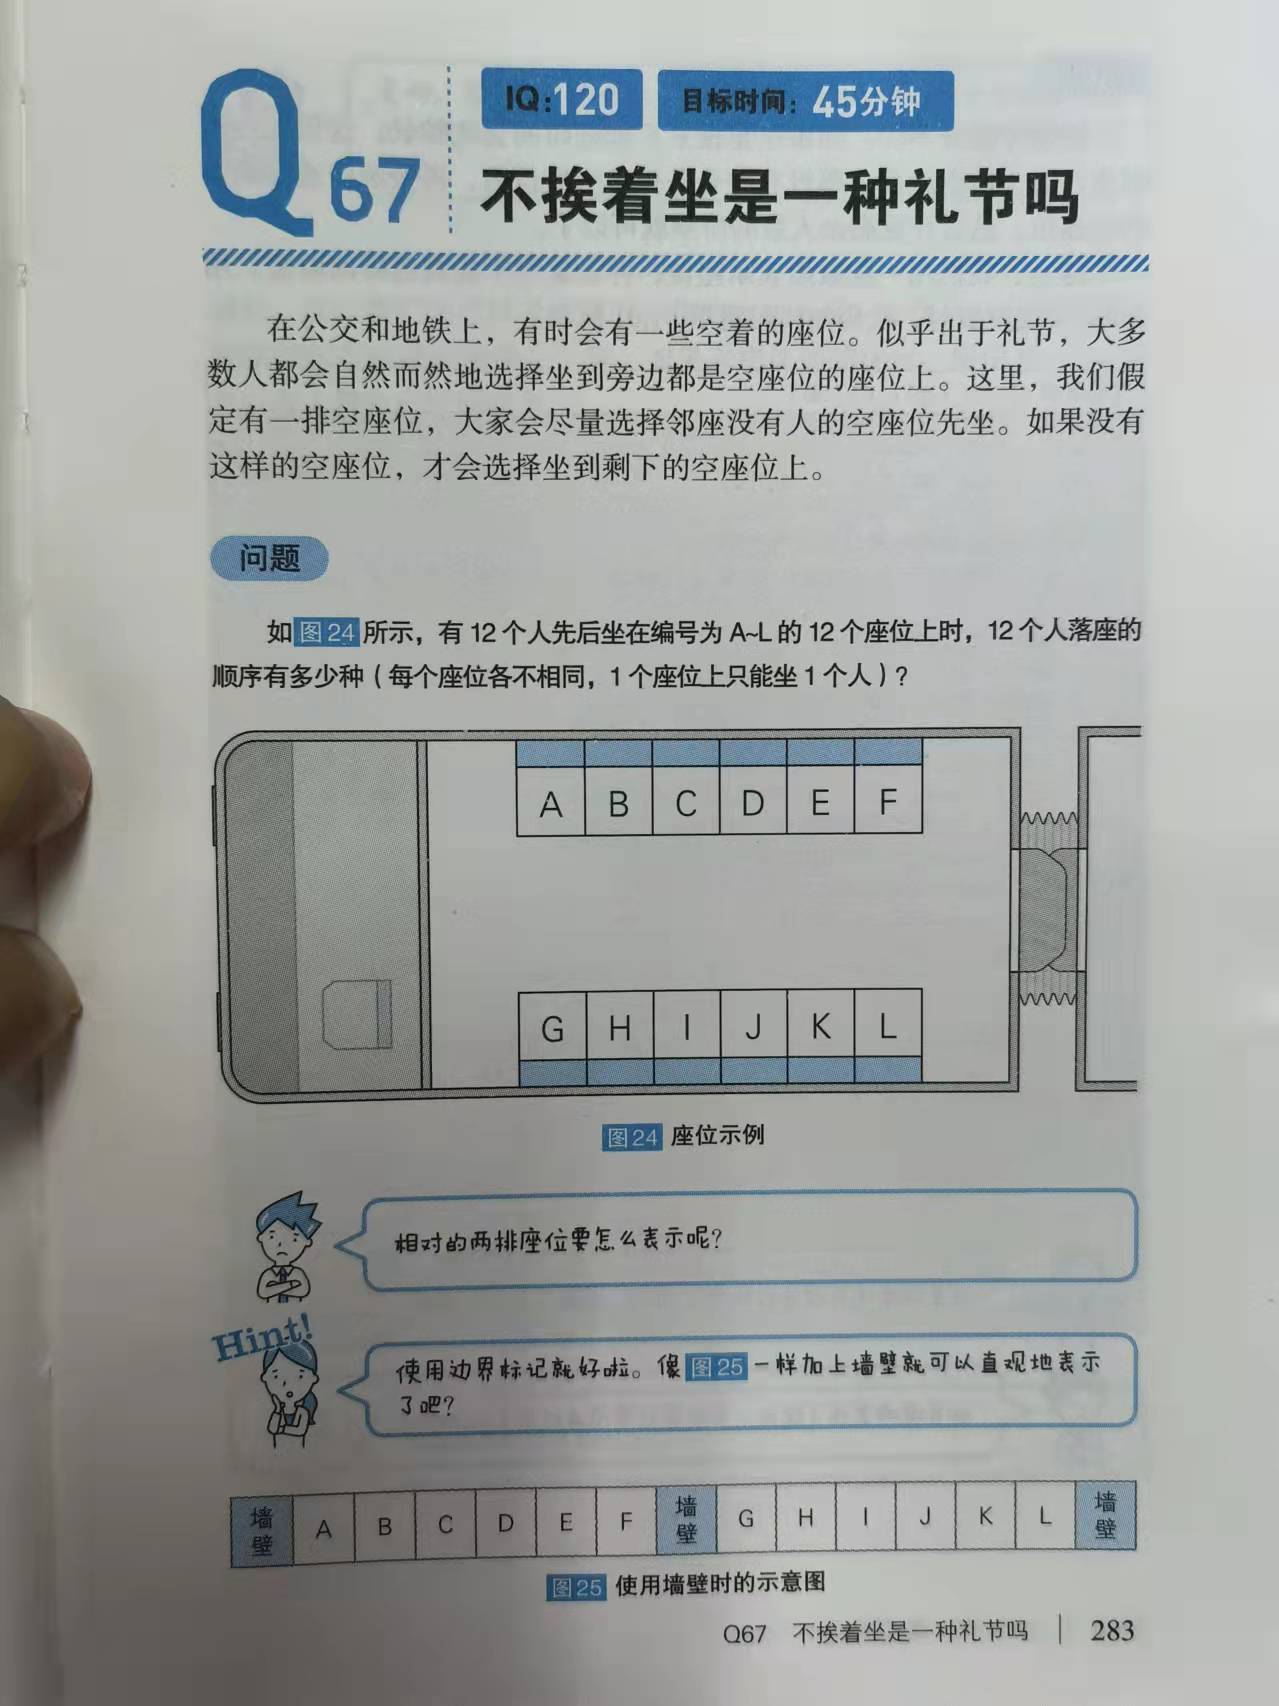 Q67
IQ:120
目标时间：45分钟
不挨着坐是一种礼节吗
在公交和地铁上，有时会有一些空着的座位。似乎出于礼节，大多
数人都会自然而然地选择坐到旁边都是空座位的座位上。这里，我们假
定有一排空座位，大家会尽量选择邻座没有人的空座位先坐。如果没有
这样的空座位，才会选择坐到剩下的空座位上。
问题
如图24所示，有12个人先后坐在编号为A~L的12个座位上时，12个人落座的
顺序有多少种（每个座位各不相同，1个座位上只能坐1个人）？
A B C D E F
G H I J K L
图24 座位示例
相对的两排座位要怎么表示呢？
Hint!
使用边界标记就好啦。像图25一样加上墙壁就可以直观地表示
了吧？
墙壁 A B C D E F 墙壁 G H I J K L 墙壁
图25 使用墙壁时的示意图
Q67 不挨着坐是一种礼节吗 283